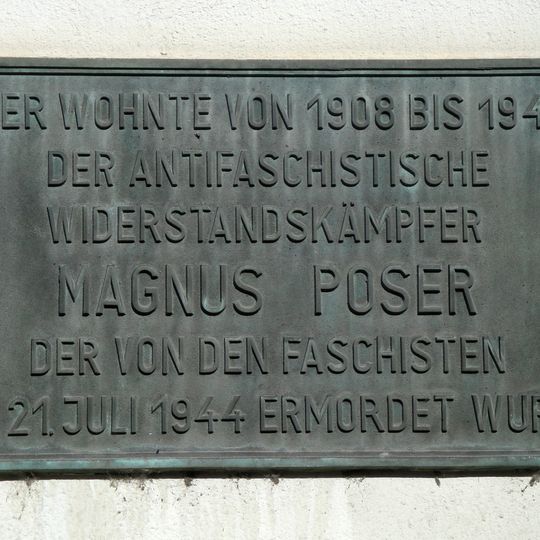 ER WOHNTE VON 1908 BIS 194
DER ANTIFASCHISTISCHE
WIDERSTANDSKÄMPFER
MAGNUS POSER
DER VON DEN FASCHISTEN
21. JULI 1944 ERMORDET WUR